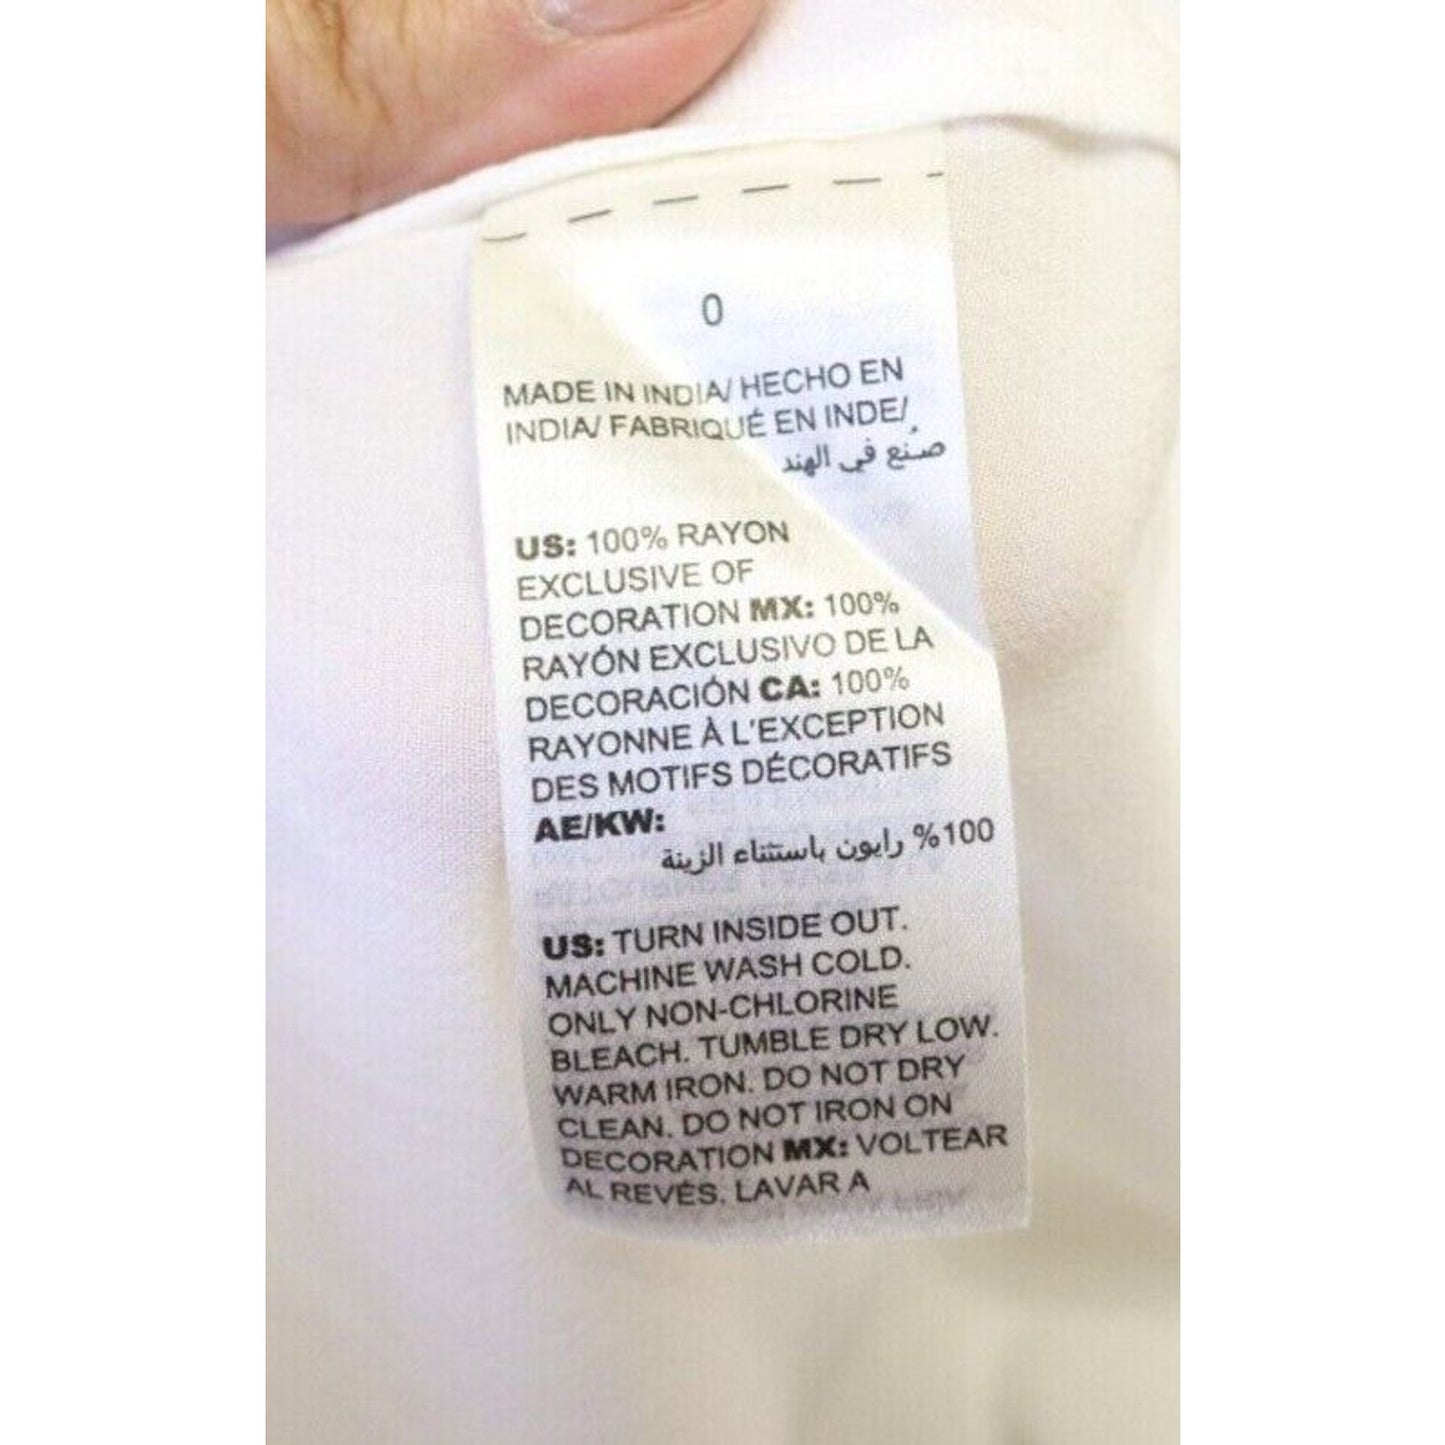 0
MADE IN INDIA/ HECHO EN
INDIA/ FABRIQUÉ EN INDE/
صُنع في الهند
US: 100% RAYON
EXCLUSIVE OF
DECORATION MX: 100%
RAYÓN EXCLUSIVO DE LA
DECORACIÓN CA: 100%
RAYONNE À L'EXCEPTION
DES MOTIFS DÉCORATIFS
AE/KW:
100% رايون باستثناء الزينة
US: TURN INSIDE OUT.
MACHINE WASH COLD.
ONLY NON-CHLORINE
BLEACH. TUMBLE DRY LOW.
WARM IRON. DO NOT DRY
CLEAN. DO NOT IRON ON
DECORATION MX: VOLTEAR
AL REVÉS. LAVAR A